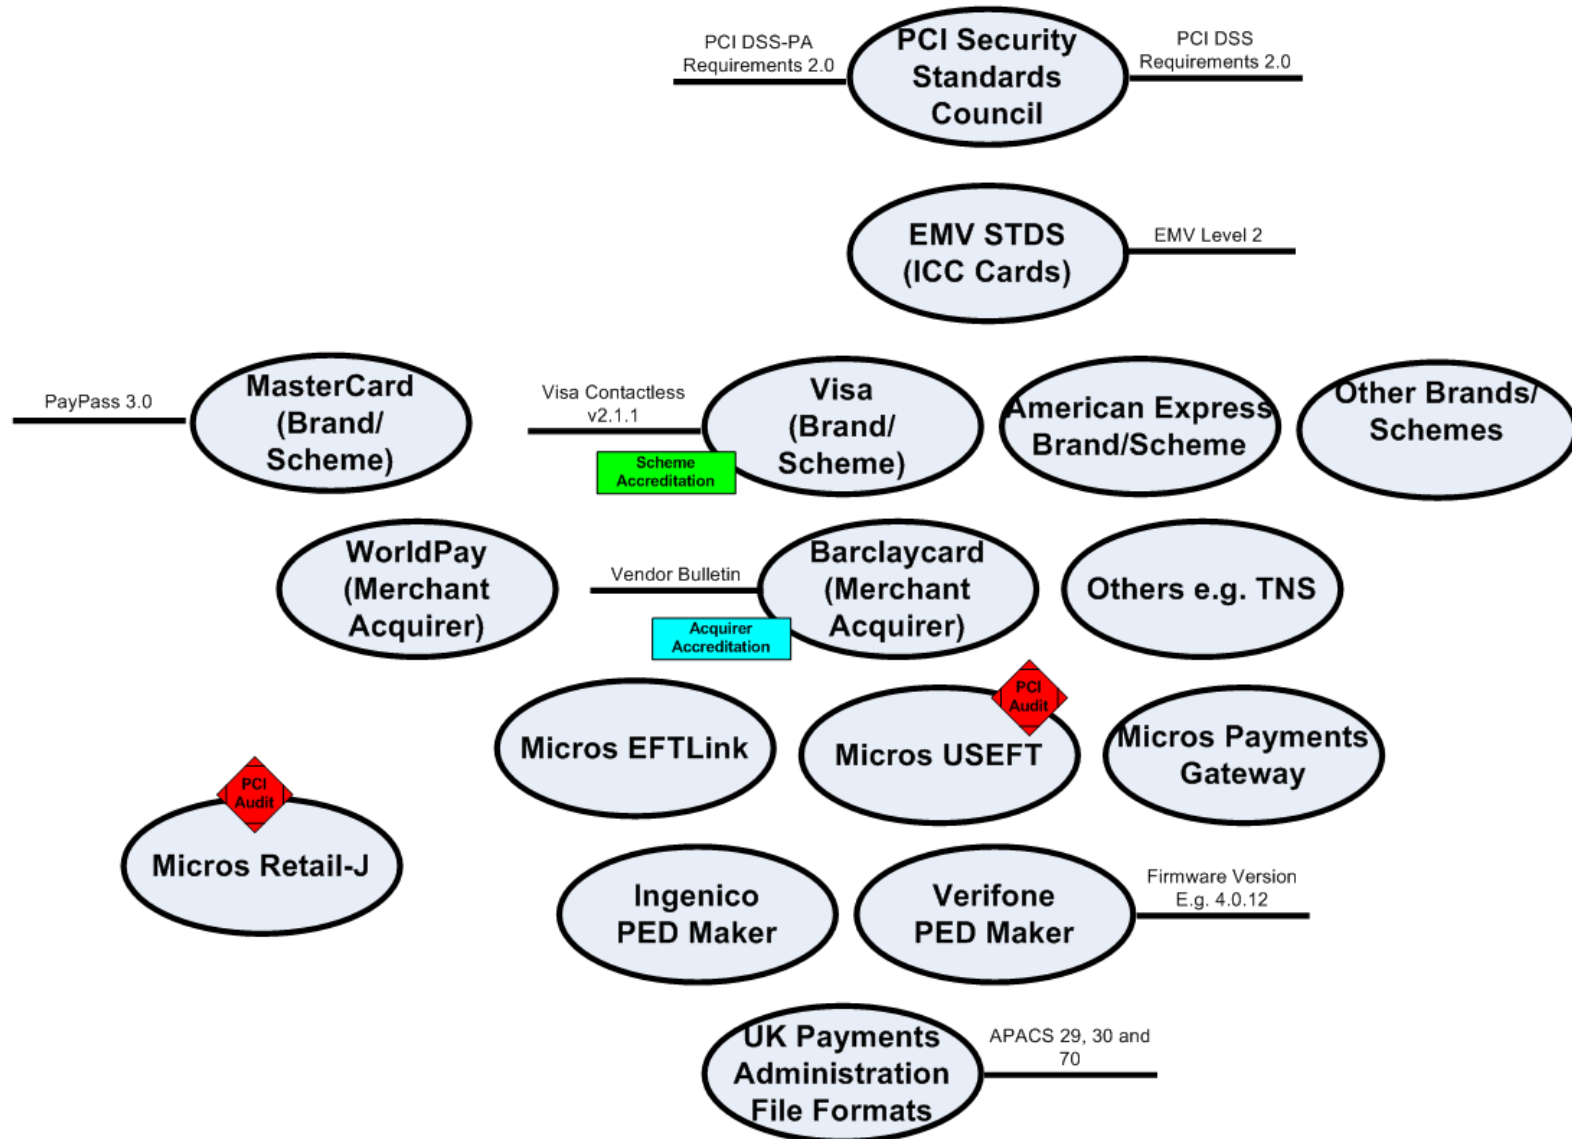 PCI DSS-PA
Requirements 2.0
PCI Security
Standards
Council
PCI DSS
Requirements 2.0
EMV STDS
(ICC Cards)
EMV Level 2
PayPass 3.0
MasterCard
(Brand/
Scheme)
Visa Contactless
v2.1.1
Visa
(Brand/
Scheme)
Scheme
Accreditation
American Express
Brand/Scheme
Other Brands/
Schemes
WorldPay
(Merchant
Acquirer)
Vendor Bulletin
Barclaycard
(Merchant
Acquirer)
Acquirer
Accreditation
Others e.g. TNS
Micros EFTLink
PCI
Audit
Micros USEFT
Micros Payments
Gateway
PCI
Audit
Micros Retail-J
Ingenico
PED Maker
Verifone
PED Maker
Firmware Version
E.g. 4.0.12
UK Payments
Administration
File Formats
APACS 29, 30 and
70